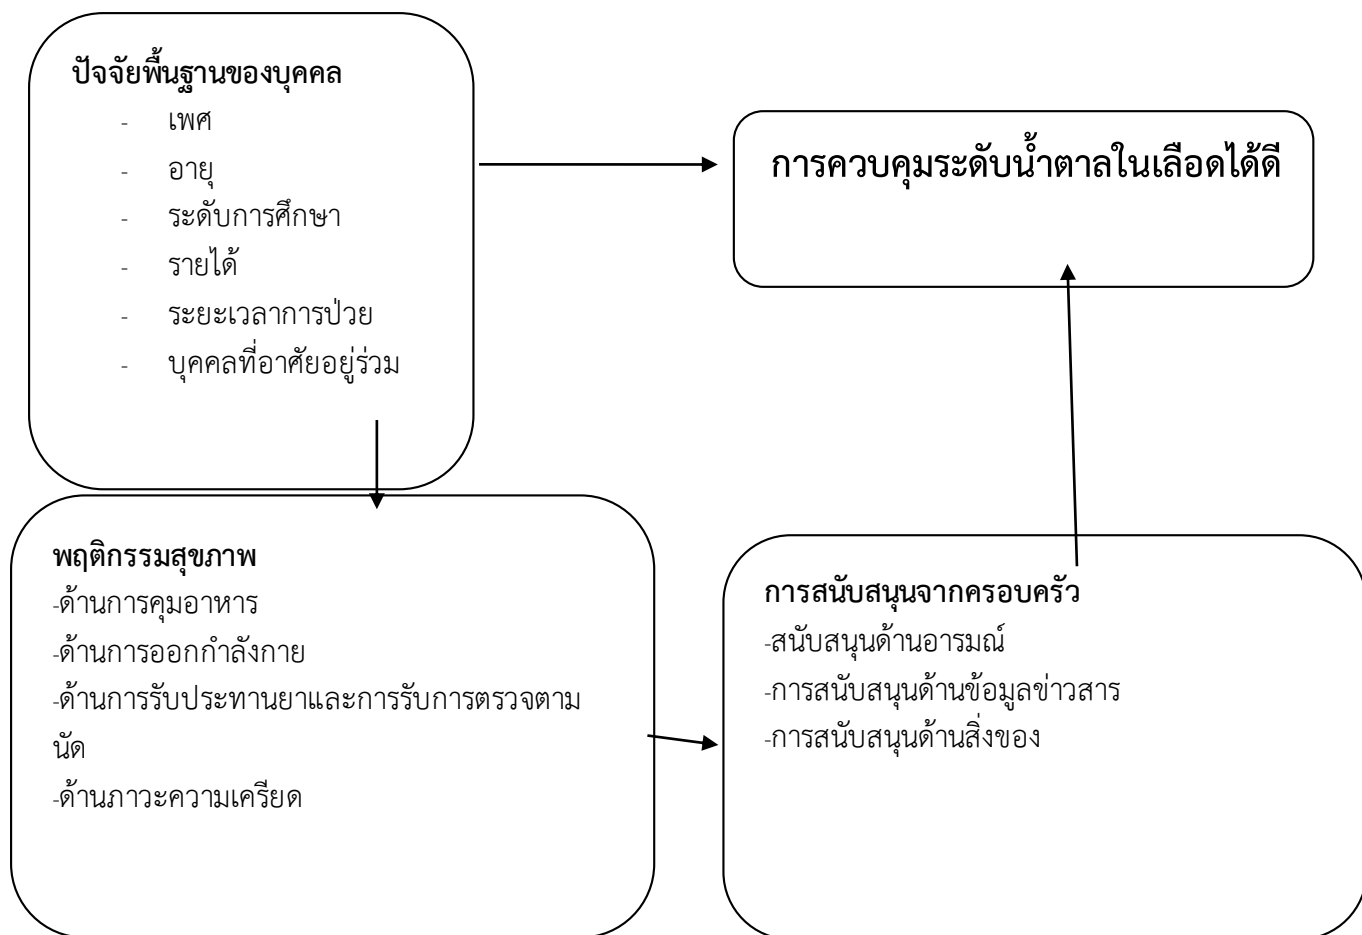 ปัจจัยพื้นฐานของบุคคล
- เพศ
- อายุ
- ระดับการศึกษา
- รายได้
- ระยะเวลาการป่วย
- บุคคลที่อาศัยอยู่ร่วม
การควบคุมระดับน้ำตาลในเลือดได้ดี
พฤติกรรมสุขภาพ
-ด้านการคุมอาหาร
-ด้านการออกกำลังกาย
-ด้านการรับประทานยาและการรับการตรวจตาม
นัด
-ด้านภาวะความเครียด
การสนับสนุนจากครอบครัว
-สนับสนุนด้านอารมณ์
-การสนับสนุนด้านข้อมูลข่าวสาร
-การสนับสนุนด้านสิ่งของ